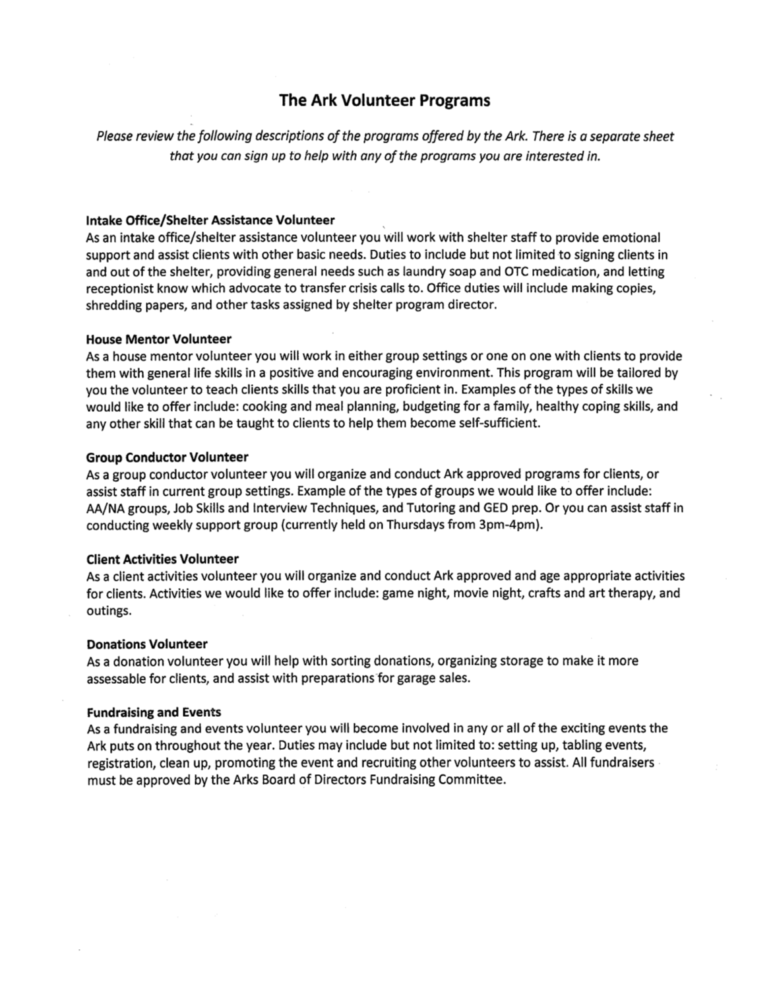 The Ark Volunteer Programs
Please review the following descriptions of the programs offered by the Ark. There is a separate sheet
that you can sign up to help with any of the programs you are interested in.
Intake Office/Shelter Assistance Volunteer
As an intake office/shelter assistance volunteer you will work with shelter staff to provide emotional
support and assist clients with other basic needs. Duties to include but not limited to signing clients in
and out of the shelter, providing general needs such as laundry soap and OTC medication, and letting
receptionist know which advocate to transfer crisis calls to. Office duties will include making copies,
shredding papers, and other tasks assigned by shelter program director.
House Mentor Volunteer
As a house mentor volunteer you will work in either group settings or one on one with clients to provide
them with general life skills in a positive and encouraging environment. This program will be tailored by
you the volunteer to teach clients skills that you are proficient in. Examples of the types of skills we
would like to offer include: cooking and meal planning, budgeting for a family, healthy coping skills, and
any other skill that can be taught to clients to help them become self-sufficient.
Group Conductor Volunteer
As a group conductor volunteer you will organize and conduct Ark approved programs for clients, or
assist staff in current group settings. Example of the types of groups we would like to offer include:
AA/NA groups, Job Skills and Interview Techniques, and Tutoring and GED prep. Or you can assist staff in
conducting weekly support group (currently held on Thursdays from 3pm-4pm).
Client Activities Volunteer
As a client activities volunteer you will organize and conduct Ark approved and age appropriate activities
for clients. Activities we would like to offer include: game night, movie night, crafts and art therapy, and
outings.
Donations Volunteer
As a donation volunteer you will help with sorting donations, organizing storage to make it more
assessable for clients, and assist with preparations for garage sales.
Fundraising and Events
As a fundraising and events volunteer you will become involved in any or all of the exciting events the
Ark puts on throughout the year. Duties may include but not limited to: setting up, tabling events,
registration, clean up, promoting the event and recruiting other volunteers to assist. All fundraisers
must be approved by the Arks Board of Directors Fundraising Committee.